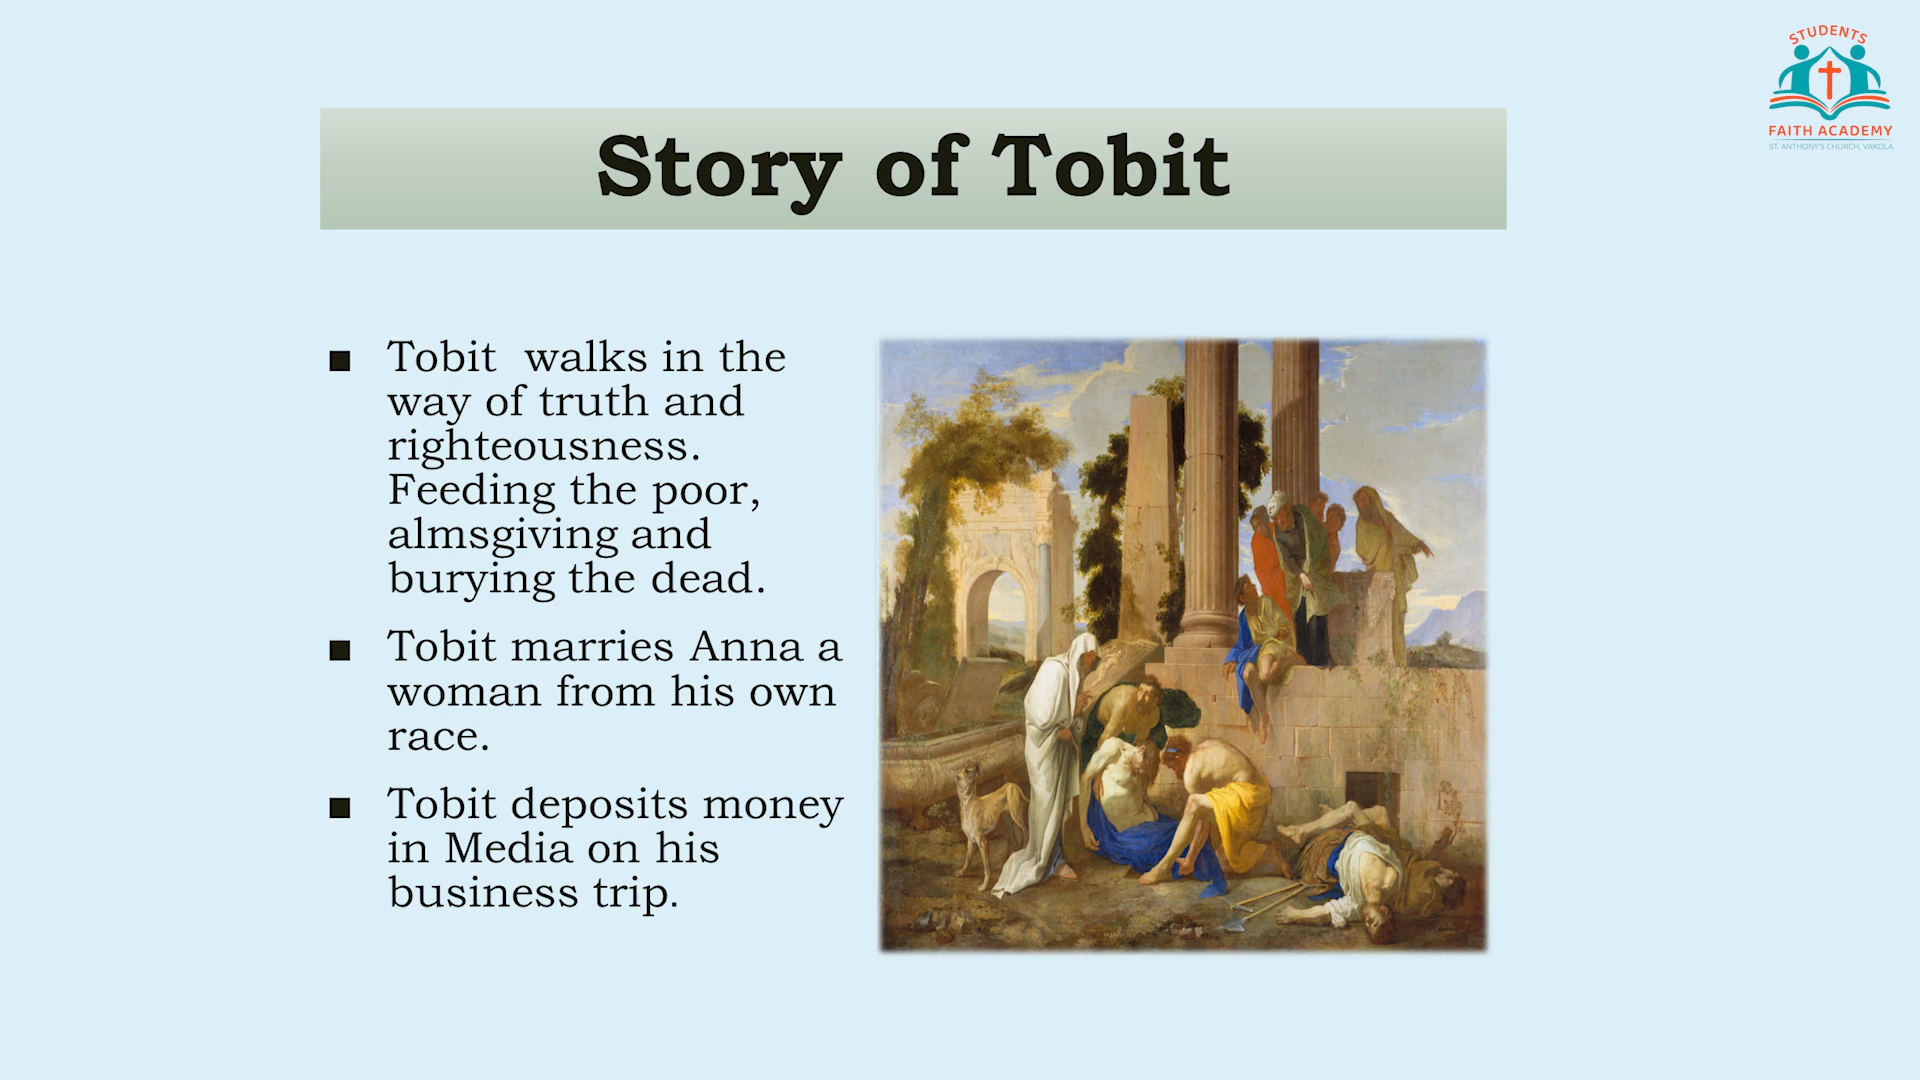 STUDENTS
FAITH ACADEMY
ST. ANTHONY'S CHURCH, VAKOLA
Story of Tobit
▪ Tobit  walks in the
way of truth and
righteousness.
Feeding the poor,
almsgiving and
burying the dead.
▪ Tobit marries Anna a
woman from his own
race.
▪ Tobit deposits money
in Media on his
business trip.